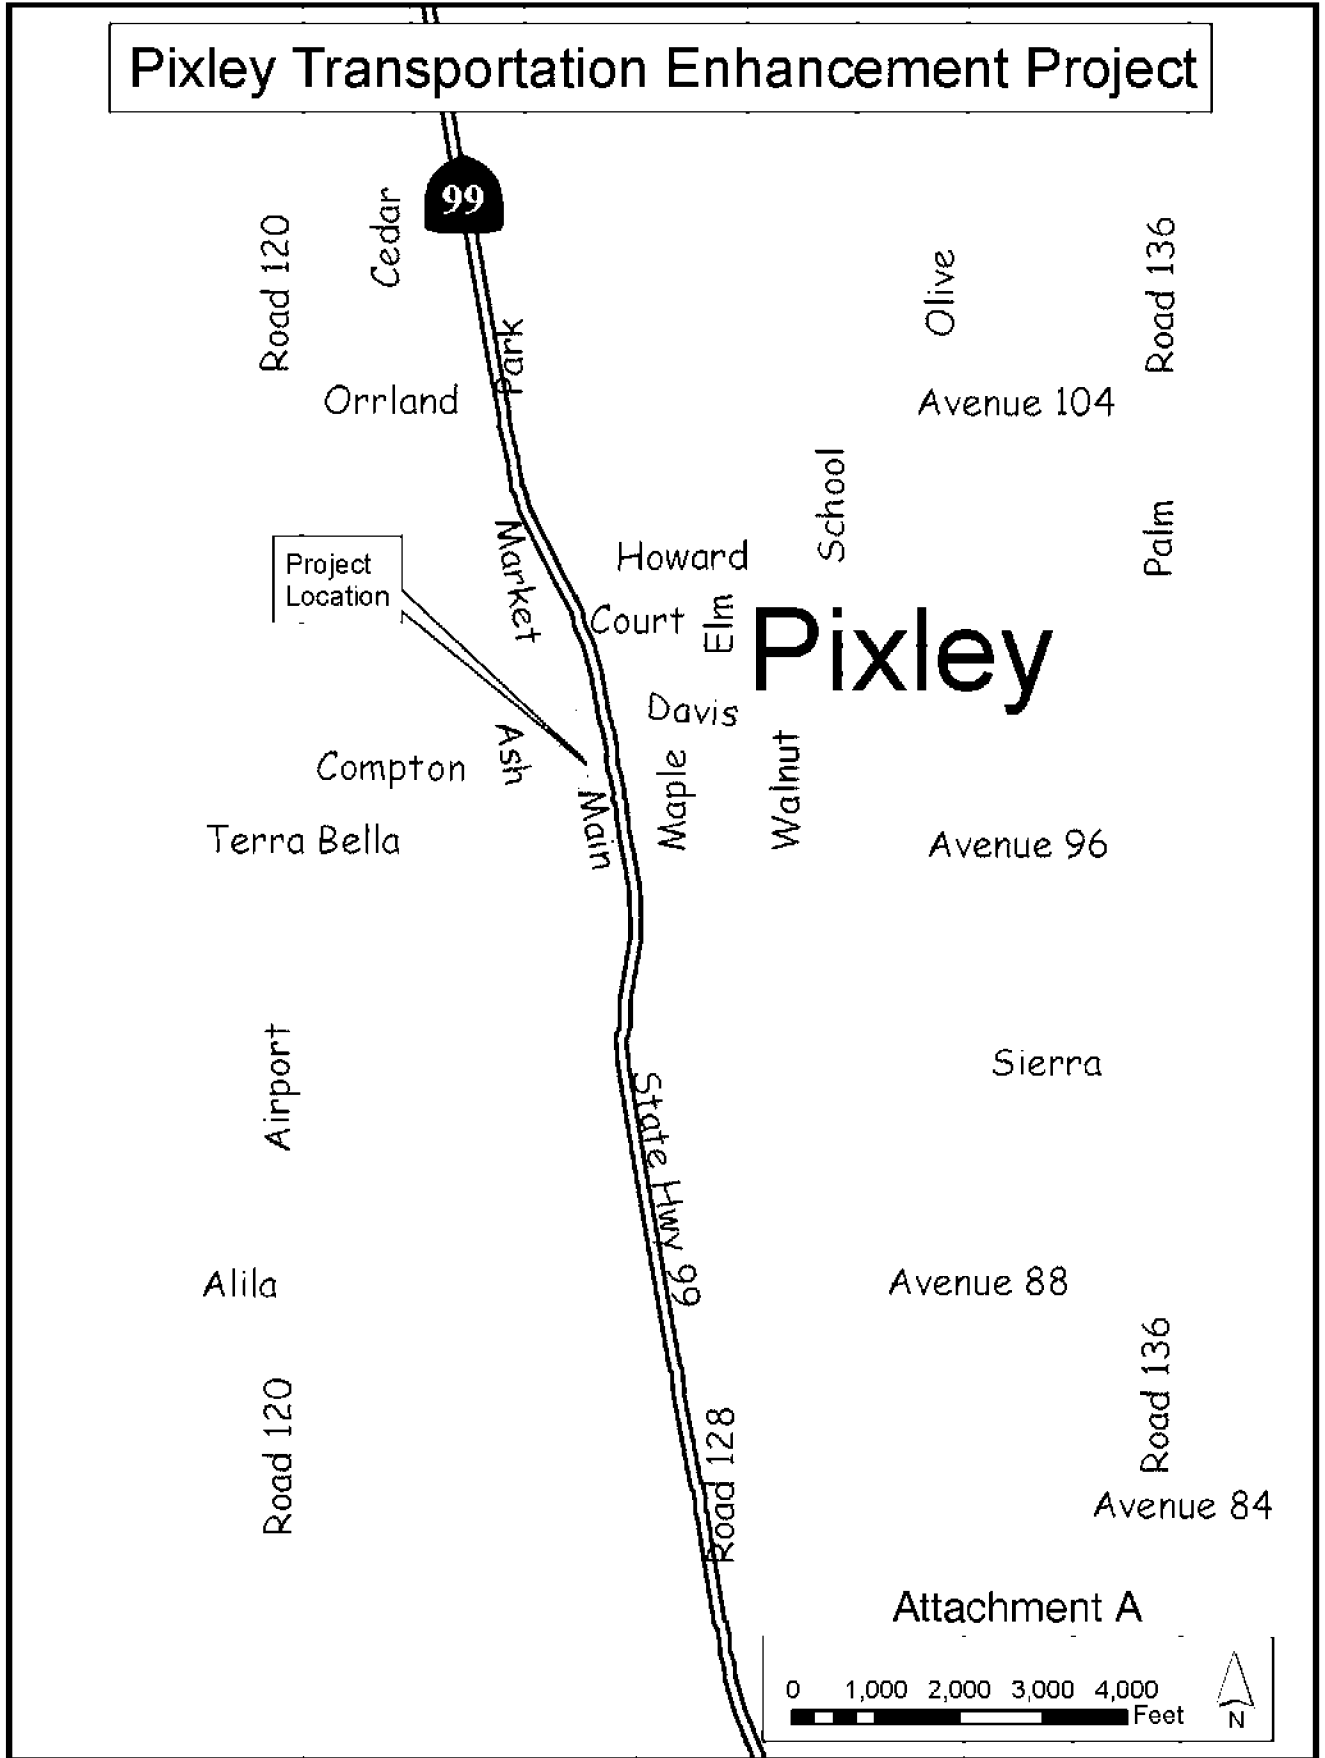 Pixley Transportation Enhancement Project
99
Cedar
Road 120
Olive
Road 136
Park
Orrland
Avenue 104
School
Palm
Market
Howard
Project
Location
Court
Elm
Pixley
Davis
Ash
Compton
Maple
Walnut
Main
Terra Bella
Avenue 96
Airport
Sierra
State Hwy 99
Alila
Avenue 88
Road 136
Road 120
Road 128
Avenue 84
Attachment A
0 1,000 2,000 3,000 4,000
Feet
N